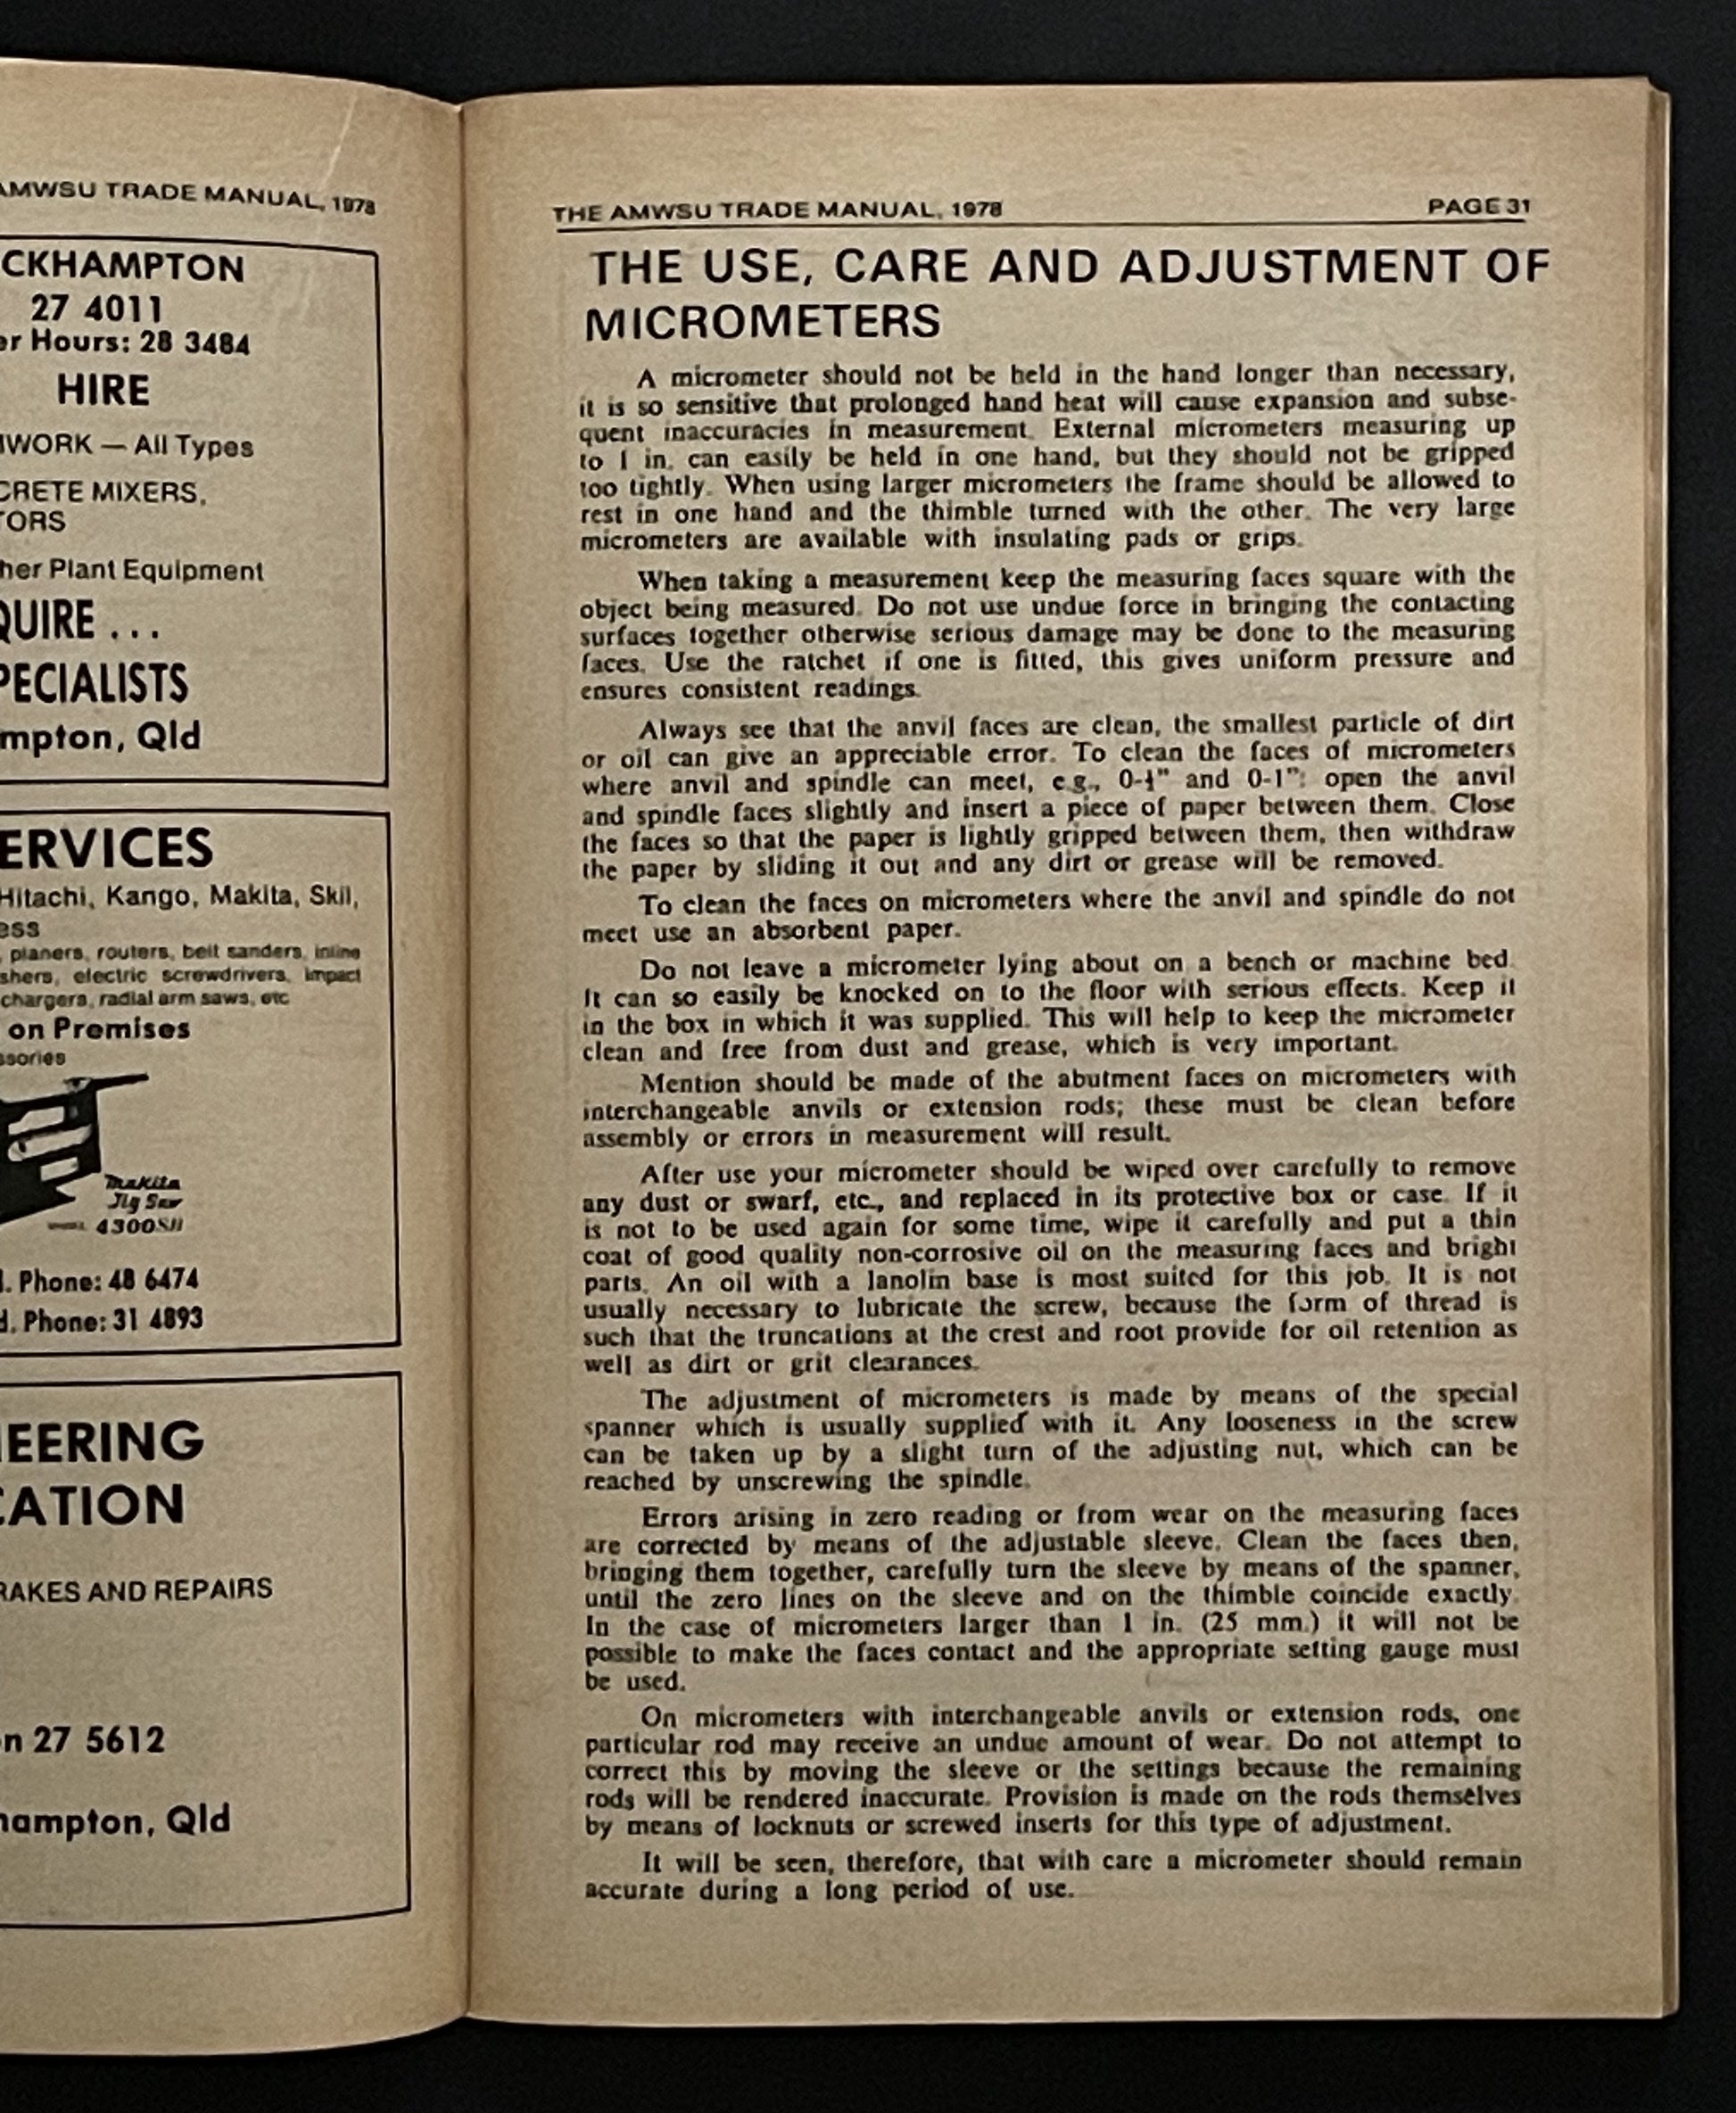 AMWSU TRADE MANUAL, 1978
CKHAMPTON
27 4011
er Hours: 28 3484
HIRE
WORK — All Types
CRETE MIXERS,
TORS
her Plant Equipment
QUIRE ...
PECIALISTS
mpton, Qld
ERVICES
Hitachi, Kango, Makita, Skil,
ess
, planers, routers, belt sanders, inline
shers, electric screwdrivers, impact
chargers, radial arm saws, etc
on Premises
ssories
Makita
Jig Saw
4300SII
. Phone: 48 6474
d. Phone: 31 4893
EERING
CATION
RAKES AND REPAIRS
n 27 5612
hampton, Qld
THE AMWSU TRADE MANUAL, 1978 PAGE 31
THE USE, CARE AND ADJUSTMENT OF
MICROMETERS
A micrometer should not be held in the hand longer than necessary,
it is so sensitive that prolonged hand heat will cause expansion and subse-
quent inaccuracies in measurement. External micrometers measuring up
to 1 in. can easily be held in one hand, but they should not be gripped
too tightly. When using larger micrometers the frame should be allowed to
rest in one hand and the thimble turned with the other. The very large
micrometers are available with insulating pads or grips.
When taking a measurement keep the measuring faces square with the
object being measured. Do not use undue force in bringing the contacting
surfaces together otherwise serious damage may be done to the measuring
faces. Use the ratchet if one is fitted, this gives uniform pressure and
ensures consistent readings.
Always see that the anvil faces are clean, the smallest particle of dirt
or oil can give an appreciable error. To clean the faces of micrometers
where anvil and spindle can meet, e.g., and 0-1": open the anvil
and spindle faces slightly and insert a piece of paper between them. Close
the faces so that the paper is lightly gripped between them, then withdraw
the paper by sliding it out and any dirt or grease will be removed.
To clean the faces on micrometers where the anvil and spindle do not
meet use an absorbent paper.
Do not leave a micrometer lying about on a bench or machine bed.
It can so easily be knocked on to the floor with serious effects. Keep it
in the box in which it was supplied. This will help to keep the micrometer
clean and free from dust and grease, which is very important.
Mention should be made of the abutment faces on micrometers with
interchangeable anvils or extension rods; these must be clean before
assembly or errors in measurement will result.
After use your micrometer should be wiped over carefully to remove
any dust or swarf, etc., and replaced in its protective box or case. If it
is not to be used again for some time, wipe it carefully and put a thin
coat of good quality non-corrosive oil on the measuring faces and bright
parts. An oil with a lanolin base is most suited for this job. It is not
usually necessary to lubricate the screw, because the form of thread is
such that the truncations at the crest and root provide for oil retention as
well as dirt or grit clearances.
The adjustment of micrometers is made by means of the special
spanner which is usually supplied with it. Any looseness in the screw
can be taken up by a slight turn of the adjusting nut, which can be
reached by unscrewing the spindle.
Errors arising in zero reading or from wear on the measuring faces
are corrected by means of the adjustable sleeve. Clean the faces then,
bringing them together, carefully turn the sleeve by means of the spanner,
until the zero lines on the sleeve and on the thimble coincide exactly.
In the case of micrometers larger than 1 in. (25 mm.) it will not be
possible to make the faces contact and the appropriate setting gauge must
be used.
On micrometers with interchangeable anvils or extension rods, one
particular rod may receive an undue amount of wear. Do not attempt to
correct this by moving the sleeve or the settings because the remaining
rods will be rendered inaccurate. Provision is made on the rods themselves
by means of locknuts or screwed inserts for this type of adjustment.
It will be seen, therefore, that with care a micrometer should remain
accurate during a long period of use.